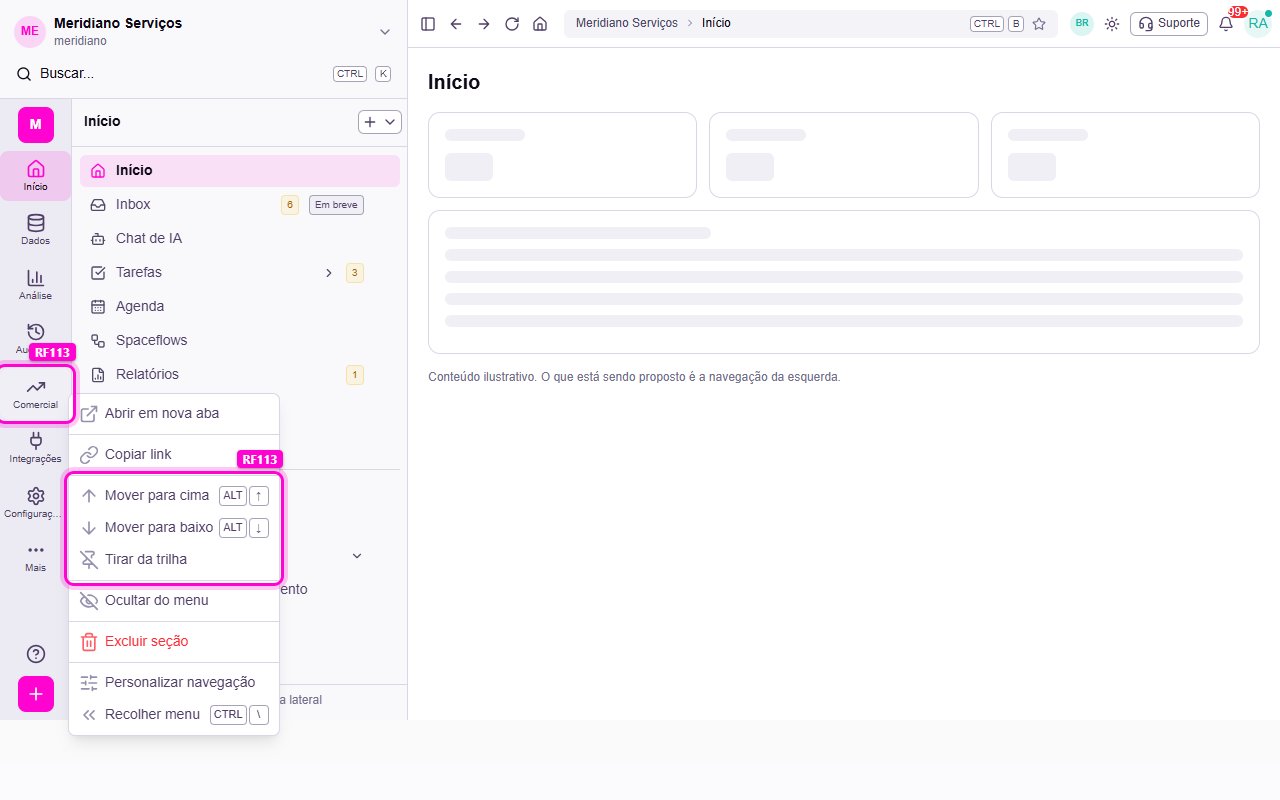 ME
Meridiano Serviços
meridiano
Buscar...
CTRL K
Meridiano Serviços > Início
CTRL B
BR
Suporte
99+
RA
M
Início
Dados
Análise
RF113
Comercial
Integrações
Configuraç...
Mais
Início
Início
Inbox 6 Em breve
Chat de IA
Tarefas 3
Agenda
Spaceflows
Relatórios 1
Abrir em nova aba
Copiar link
RF113
Mover para cima ALT ↑
Mover para baixo ALT ↓
Tirar da trilha
Ocultar do menu
ento
Excluir seção
Personalizar navegação
a lateral
Recolher menu CTRL \
Início
Conteúdo ilustrativo. O que está sendo proposto é a navegação da esquerda.